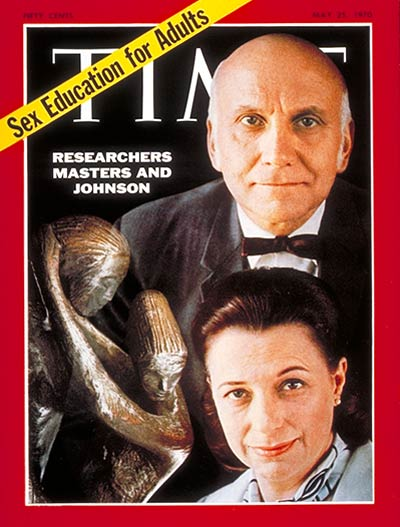 FIFTY CENTS
MAY 25, 1970
Sex Education for Adults
TIME
RESEARCHERS
MASTERS AND
JOHNSON